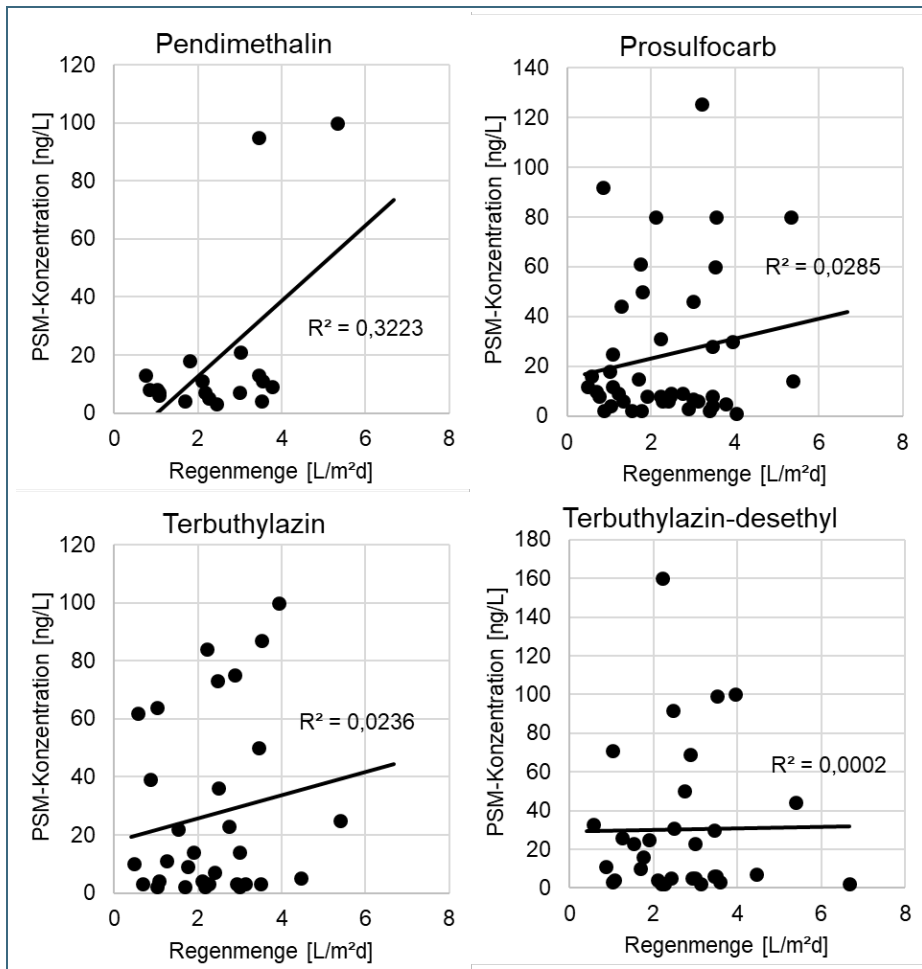 Pendimethalin
PSM-Konzentration [ng/L]
120
100
80
60
40
20
0
R² = 0,3223
0 2 4 6 8
Regenmenge [L/m²d]
Prosulfocarb
PSM-Konzentration [ng/L]
140
120
100
80
60
40
20
0
R² = 0,0285
0 2 4 6 8
Regenmenge [L/m²d]
Terbuthylazin
PSM-Konzentration [ng/L]
120
100
80
60
40
20
0
R² = 0,0236
0 2 4 6 8
Regenmenge [L/m²d]
Terbuthylazin-desethyl
PSM-Konzentration [ng/L]
180
160
140
120
100
80
60
40
20
0
R² = 0,0002
0 2 4 6 8
Regenmenge [L/m²d]